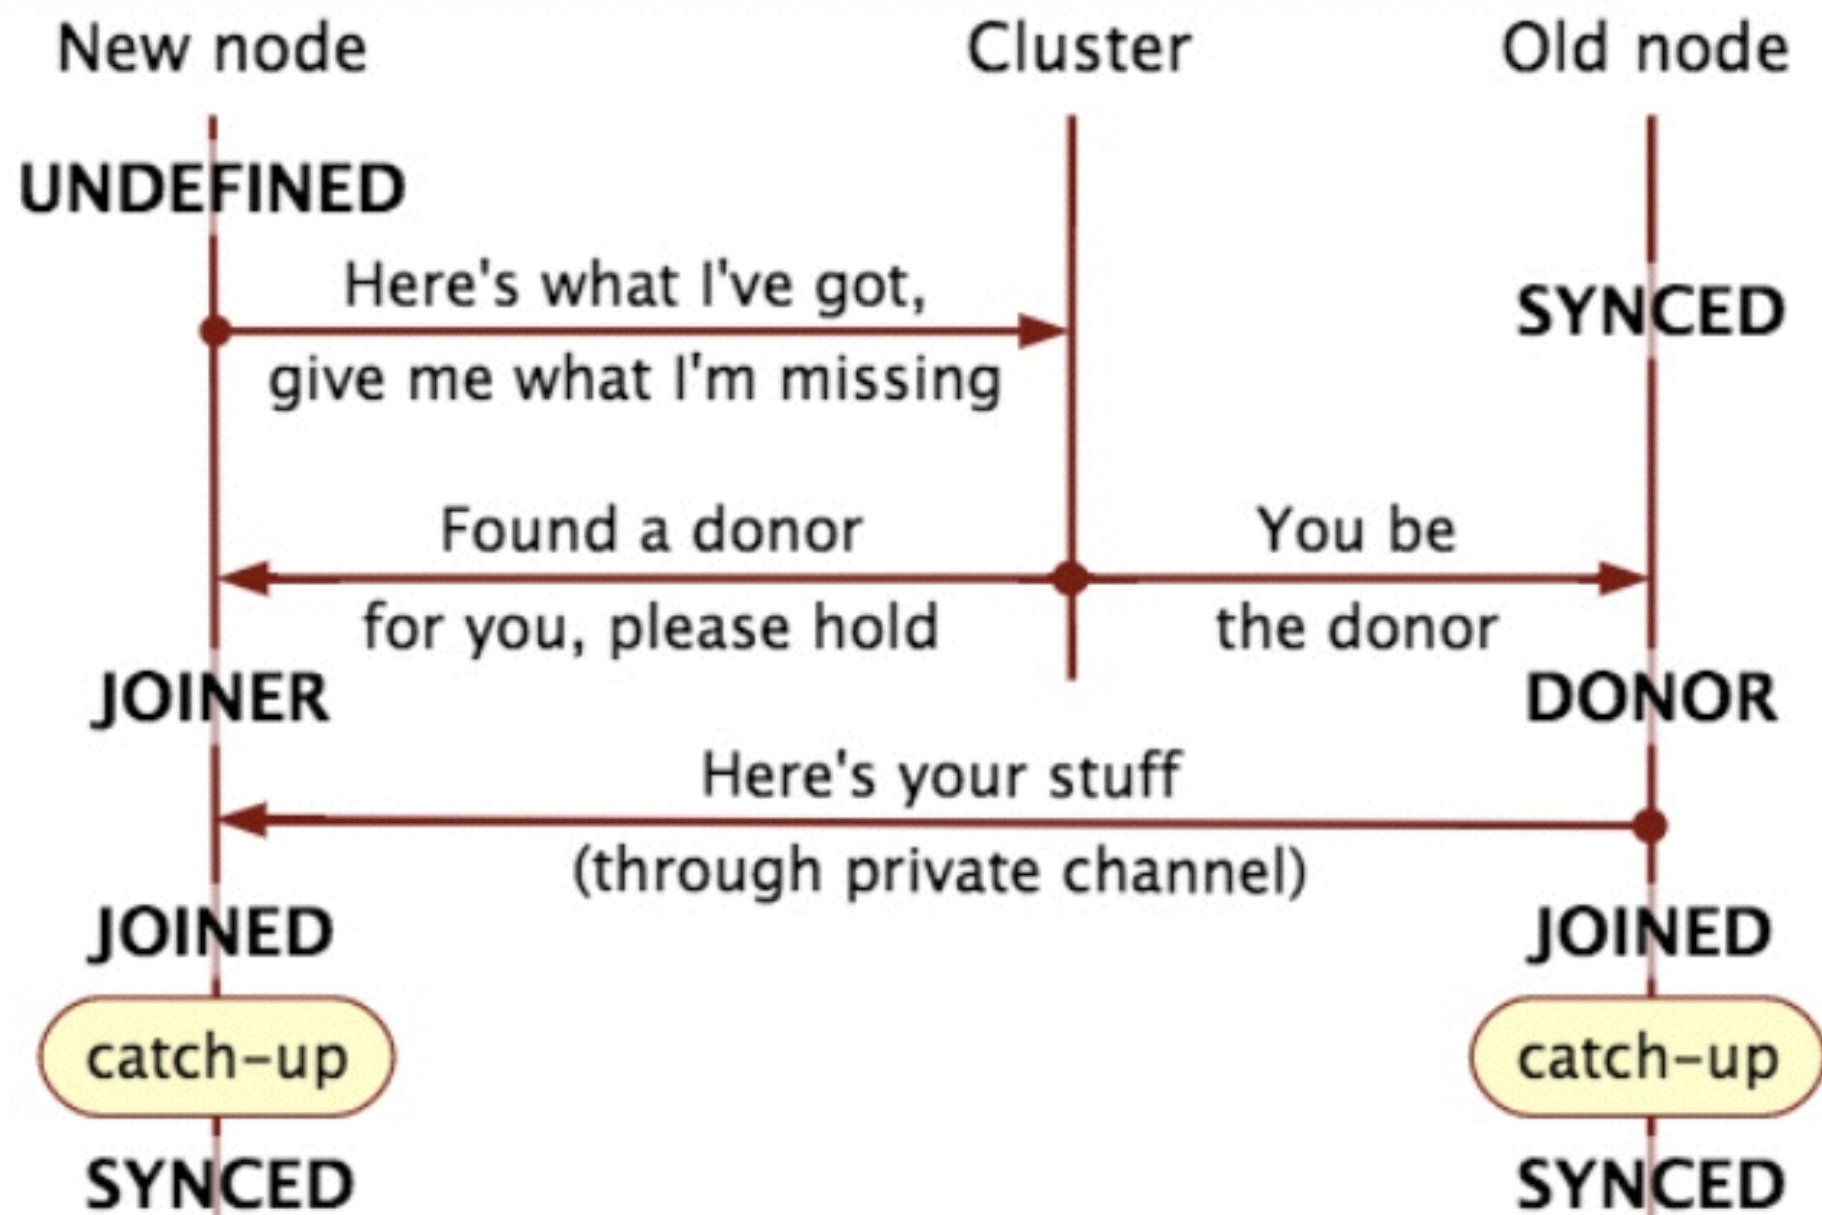 New node
Cluster
Old node
UNDEFINED
Here's what I've got,
SYNCED
give me what I'm missing
Found a donor
You be
for you, please hold
the donor
JOINER
DONOR
Here's your stuff
(through private channel)
JOINED
JOINED
catch-up
catch-up
SYNCED
SYNCED